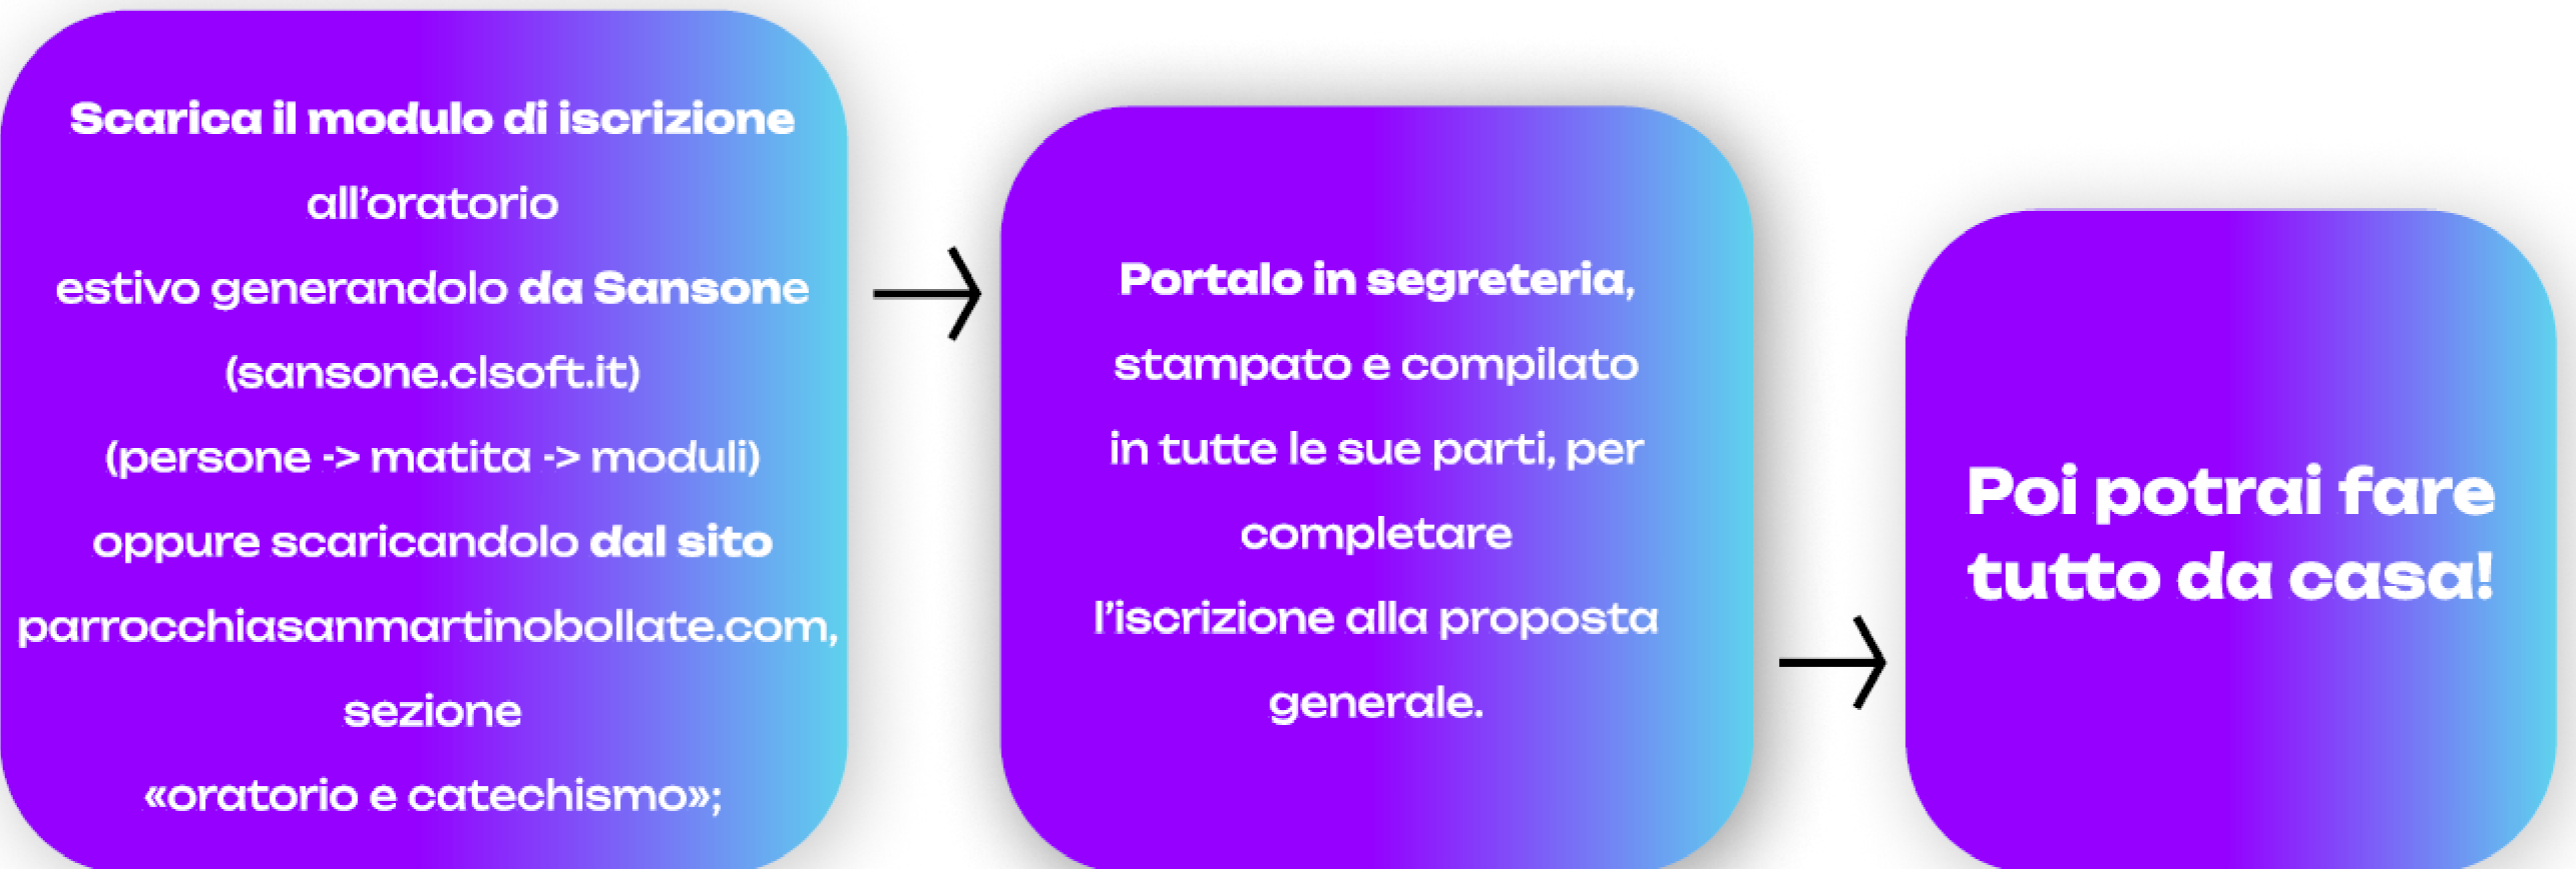 Scarica il modulo di iscrizione
all’oratorio
estivo generandolo da Sansone
(sansone.clsoft.it)
(persone -> matita -> moduli)
oppure scaricandolo dal sito
parrocchiasanmartinobollate.com,
sezione
«oratorio e catechismo»;
Portalo in segreteria,
stampato e compilato
in tutte le sue parti, per
completare
l’iscrizione alla proposta
generale.
Poi potrai fare
tutto da casa!